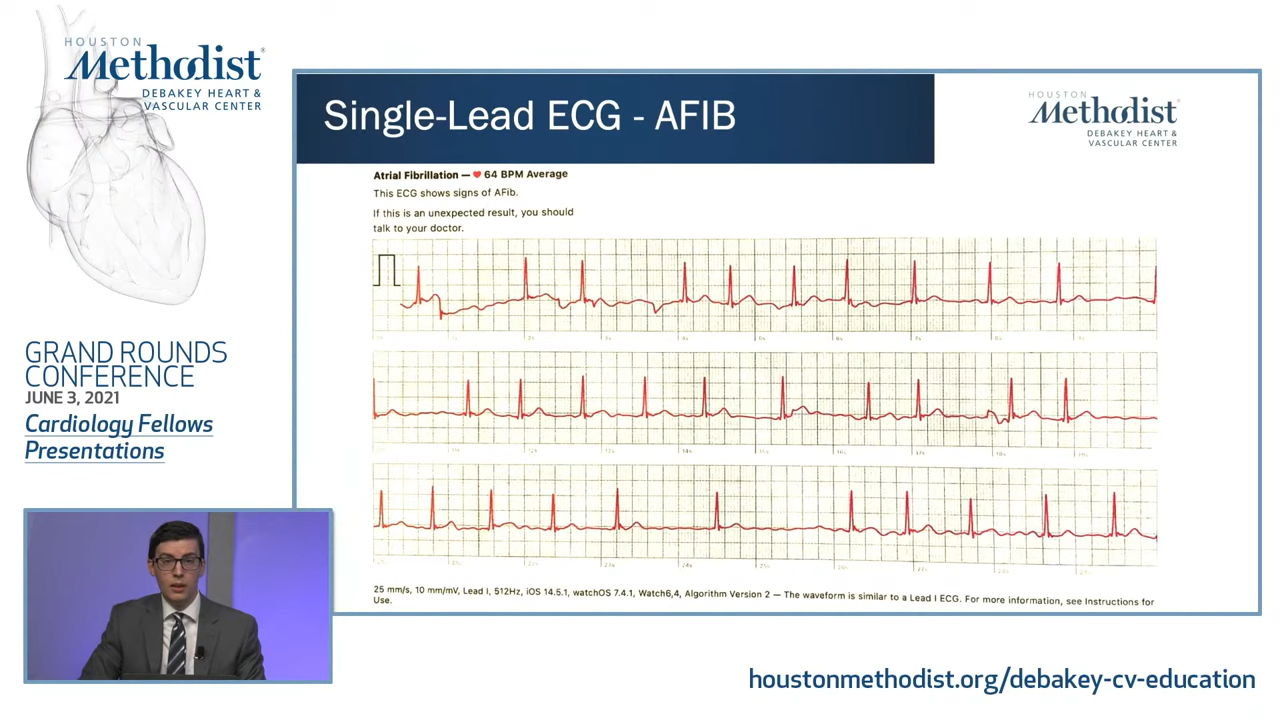 HOUSTON
Methodist®
DEBAKEY HEART &
VASCULAR CENTER
GRAND ROUNDS
CONFERENCE
JUNE 3, 2021
Cardiology Fellows
Presentations
Single-Lead ECG - AFIB
HOUSTON
Methodist®
DEBAKEY HEART &
VASCULAR CENTER
Atrial Fibrillation — ♥ 64 BPM Average
This ECG shows signs of AFib.
If this is an unexpected result, you should
talk to your doctor.
25 mm/s, 10 mm/mV, Lead I, 512Hz, iOS 14.5.1, watchOS 7.4.1, Watch6,4, Algorithm Version 2 — The waveform is similar to a Lead I ECG. For more information, see Instructions for
Use.
houstonmethodist.org/debakey-cv-education